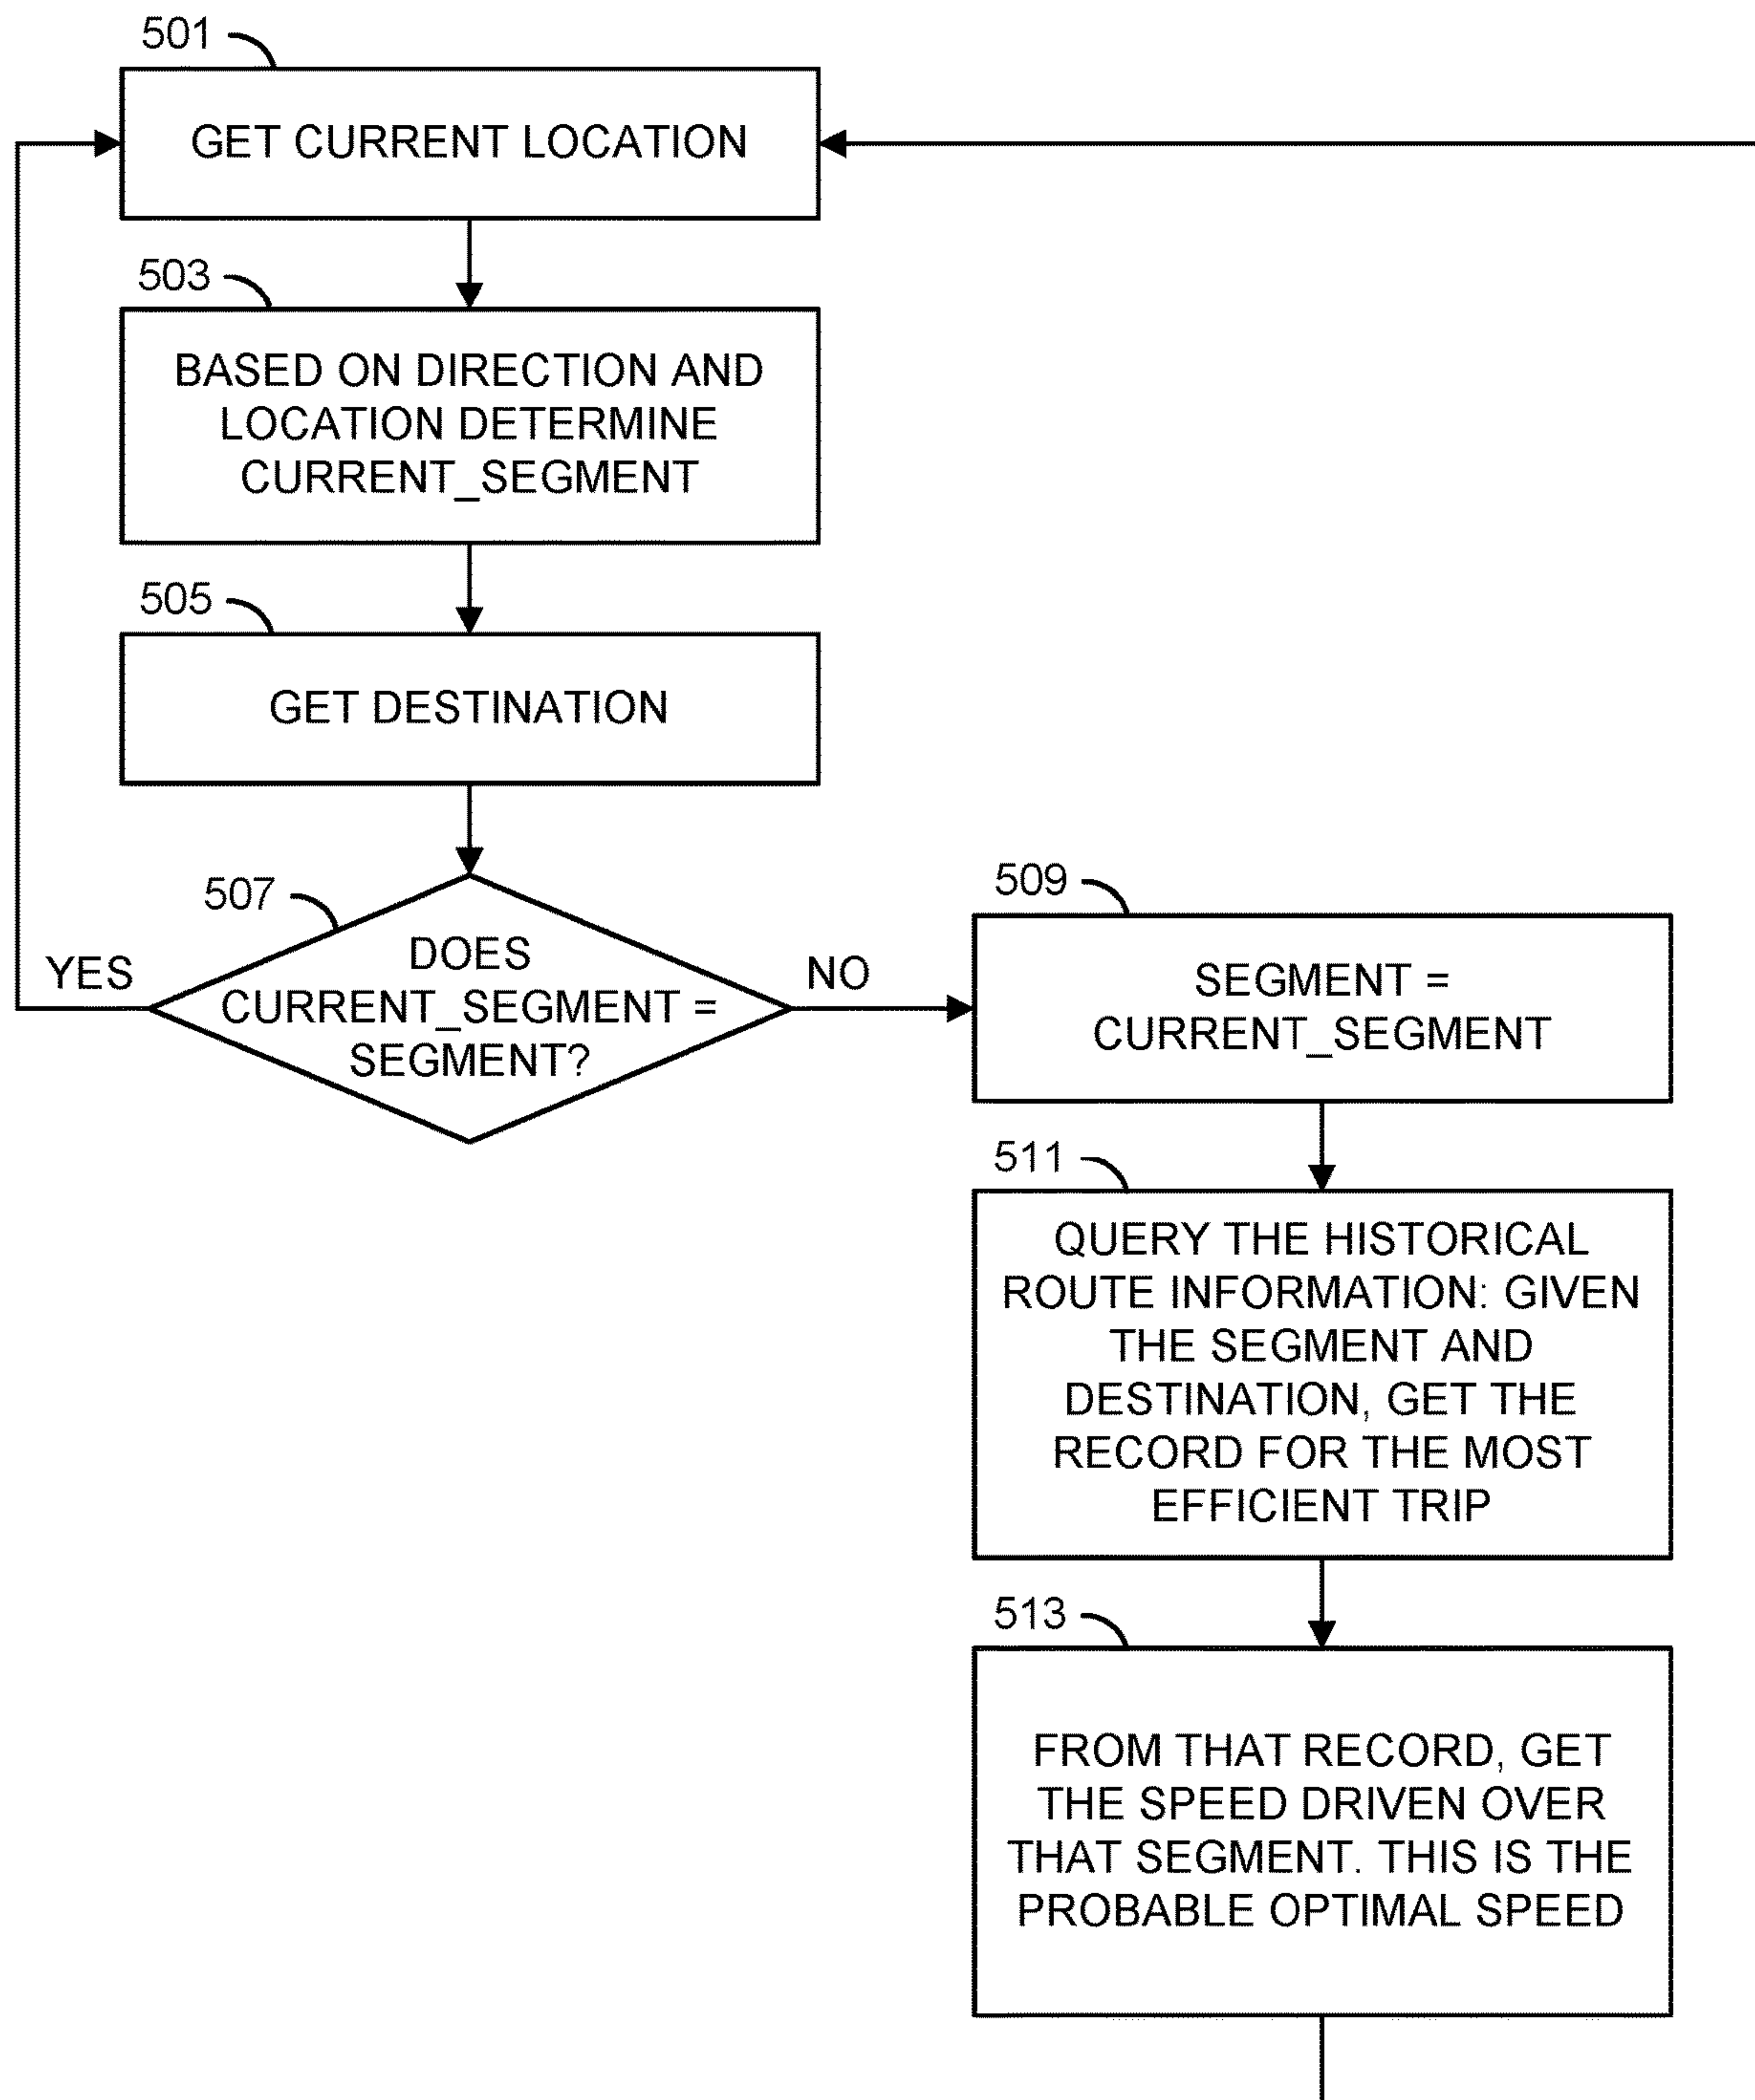 501
GET CURRENT LOCATION
503
BASED ON DIRECTION AND
LOCATION DETERMINE
CURRENT_SEGMENT
505
GET DESTINATION
507
DOES
CURRENT_SEGMENT =
SEGMENT?
YES
NO
509
SEGMENT =
CURRENT_SEGMENT
511
QUERY THE HISTORICAL
ROUTE INFORMATION: GIVEN
THE SEGMENT AND
DESTINATION, GET THE
RECORD FOR THE MOST
EFFICIENT TRIP
513
FROM THAT RECORD, GET
THE SPEED DRIVEN OVER
THAT SEGMENT. THIS IS THE
PROBABLE OPTIMAL SPEED